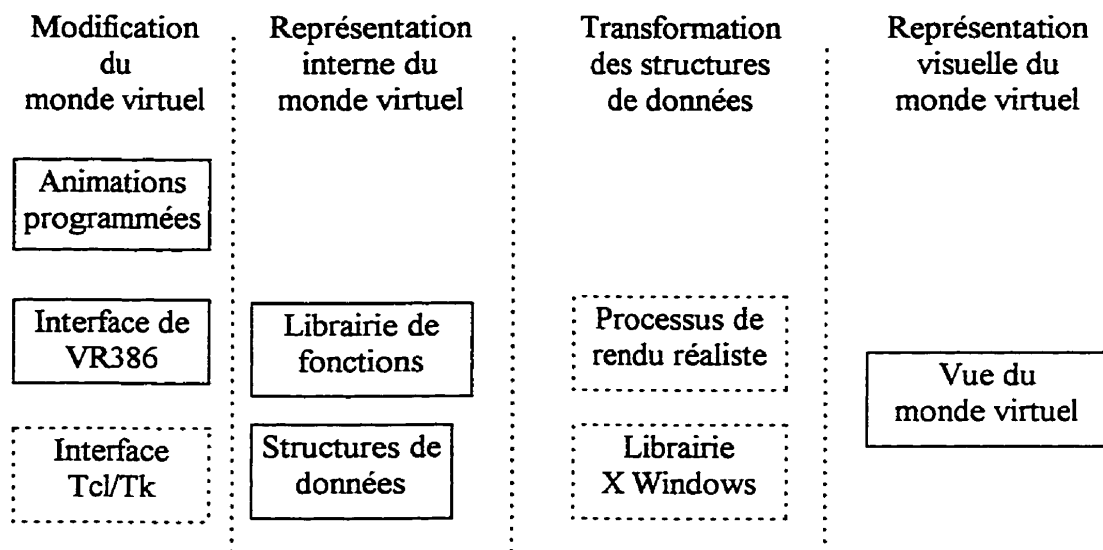 Modification
du
monde virtuel
Représentation
interne du
monde virtuel
Transformation
des structures
de données
Représentation
visuelle du
monde virtuel
Animations
programmées
Interface de
VR386
Interface
Tcl/Tk
Librairie de
fonctions
Structures de
données
Processus de
rendu réaliste
Librairie
X Windows
Vue du
monde virtuel